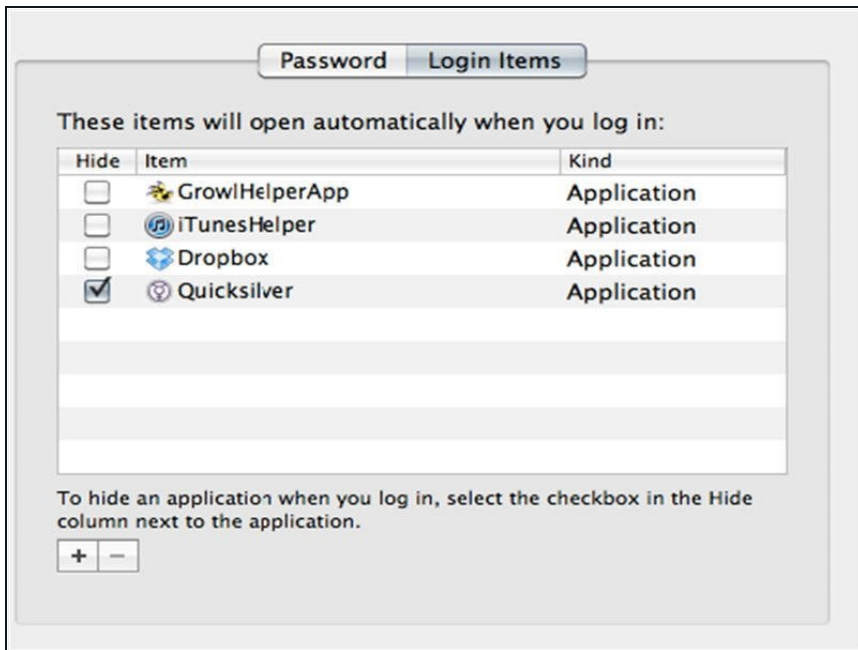 Password Login Items
These items will open automatically when you log in:
Hide Item Kind
GrowlHelperApp Application
iTunesHelper Application
Dropbox Application
Quicksilver Application
To hide an application when you log in, select the checkbox in the Hide
column next to the application.
+ −